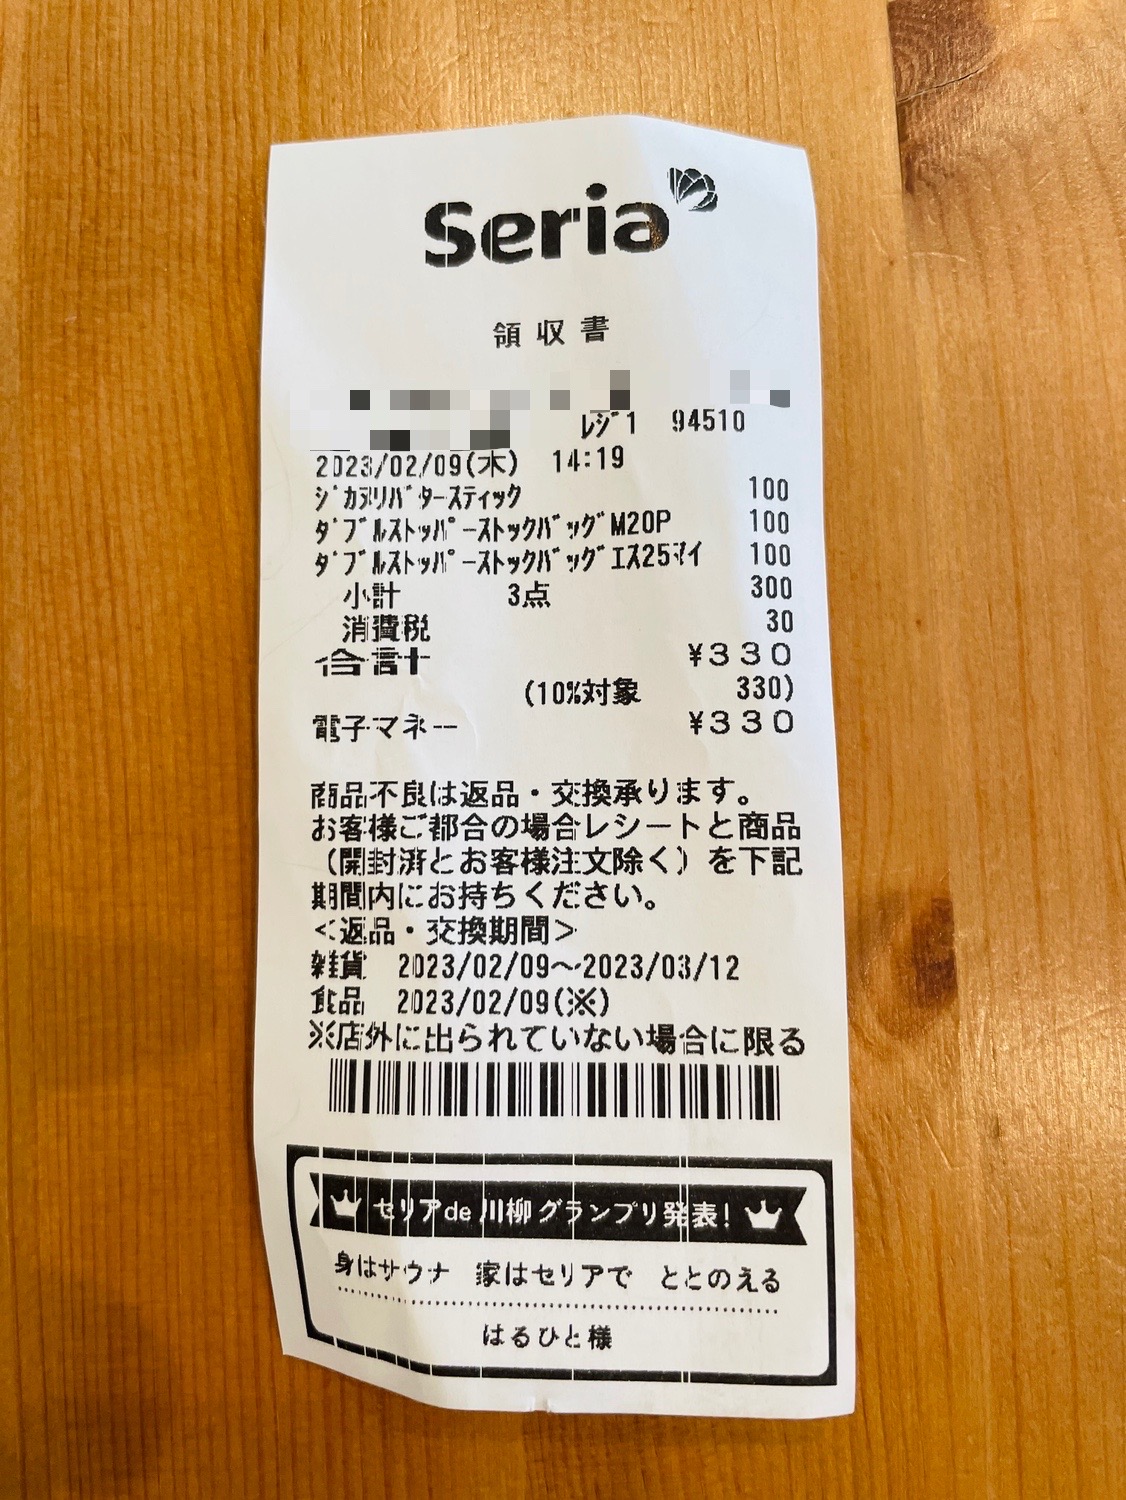 Seria
領収書
ﾚｼﾞ1 94510
2023/02/09(木) 14:19
ｼﾞｶﾇﾘﾊﾞﾀｰｽﾃｨｯｸ 100
ﾀﾞﾌﾞﾙｽﾄｯﾊﾟｰｽﾄｯｸﾊﾞｯｸﾞM20P 100
ﾀﾞﾌﾞﾙｽﾄｯﾊﾟｰｽﾄｯｸﾊﾞｯｸﾞｴｽ25ﾏｲ 100
小計 3点 300
消費税 30
合計 ¥330
(10%対象 330)
電子マネー ¥330
商品不良は返品・交換承ります。
お客様ご都合の場合レシートと商品
（開封済とお客様注文除く）を下記
期間内にお持ちください。
＜返品・交換期間＞
雑貨 2023/02/09～2023/03/12
食品 2023/02/09(※)
※店外に出られていない場合に限る
セリアde川柳グランプリ発表!
身はサウナ 家はセリアで ととのえる
はるひと様